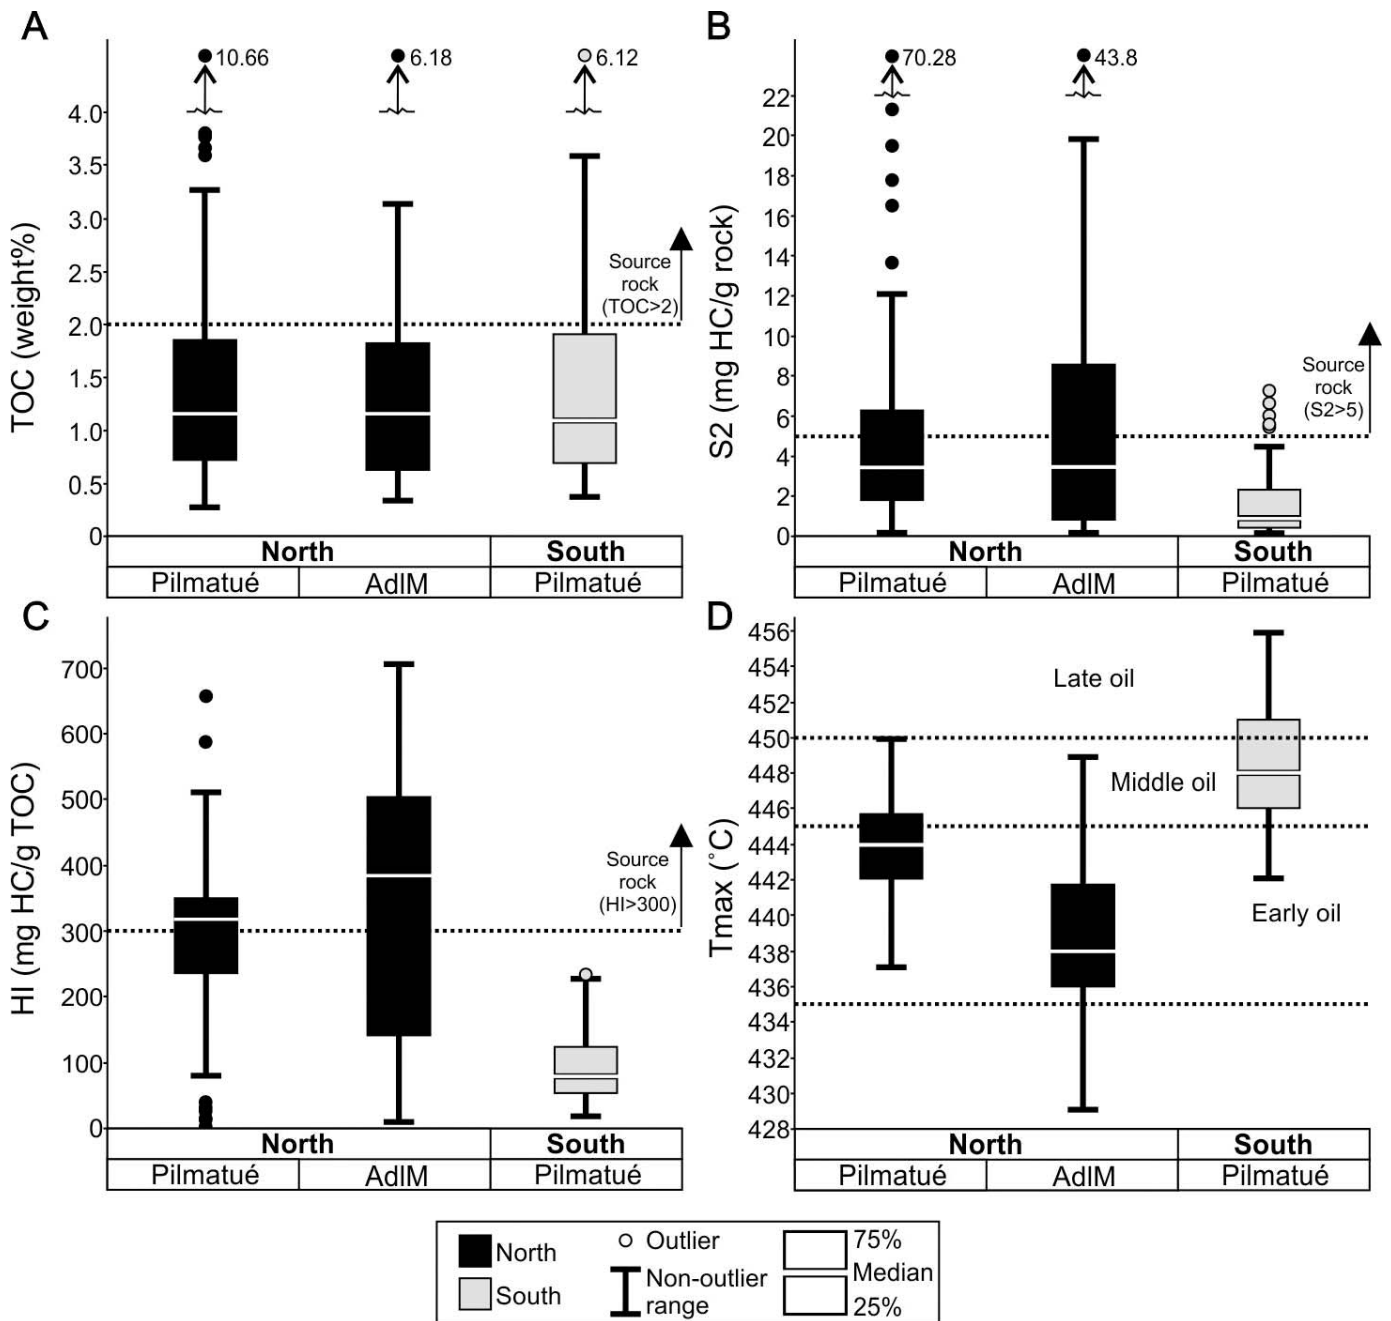 A
10.66
6.18
6.12
4.0
3.5
3.0
2.5
2.0
1.5
1.0
0.5
0
TOC (weight%)
Source
rock
(TOC>2)
North
South
Pilmatué
AdIM
Pilmatué
B
70.28
43.8
22
20
18
16
14
12
10
8
6
4
2
0
S2 (mg HC/g rock)
Source
rock
(S2>5)
North
South
Pilmatué
AdIM
Pilmatué
C
700
600
500
400
300
200
100
0
HI (mg HC/g TOC)
Source
rock
(HI>300)
North
South
Pilmatué
AdIM
Pilmatué
D
456
454
452
450
448
446
444
442
440
438
436
434
432
430
428
Tmax (°C)
Late oil
Middle oil
Early oil
North
South
Pilmatué
AdIM
Pilmatué
North
South
Outlier
Non-outlier
range
75%
Median
25%